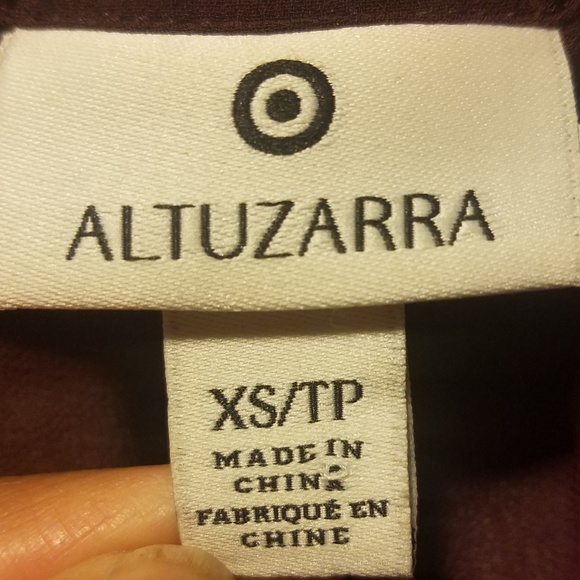 ALTUZARRA
XS/TP
MADE IN
CHINA
FABRIQUÉ EN
CHINE